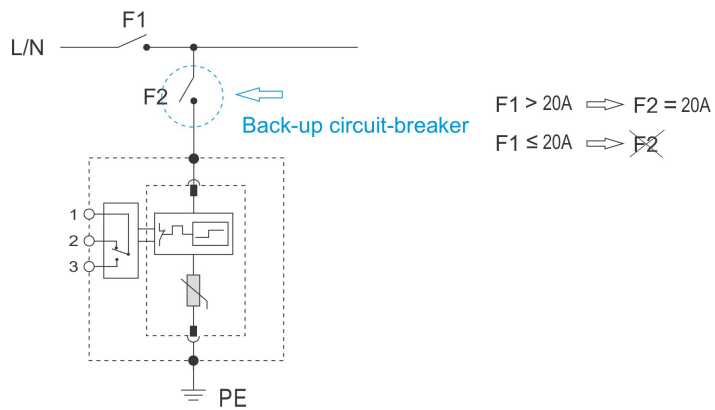 F1
L/N
F2
Back-up circuit-breaker
F1 > 20A F2 = 20A
F1 ≤ 20A F2
1
2
3
PE